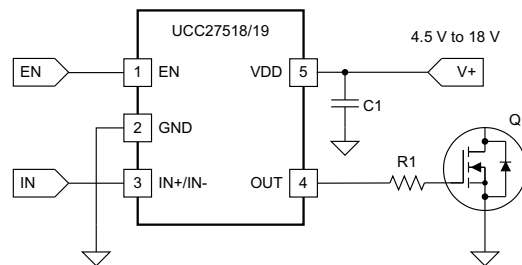 UCC27518/19
4.5 V to 18 V
EN
1
EN
VDD
5
V+
C1
2
GND
Q
R1
IN
3
IN+/IN-
OUT
4